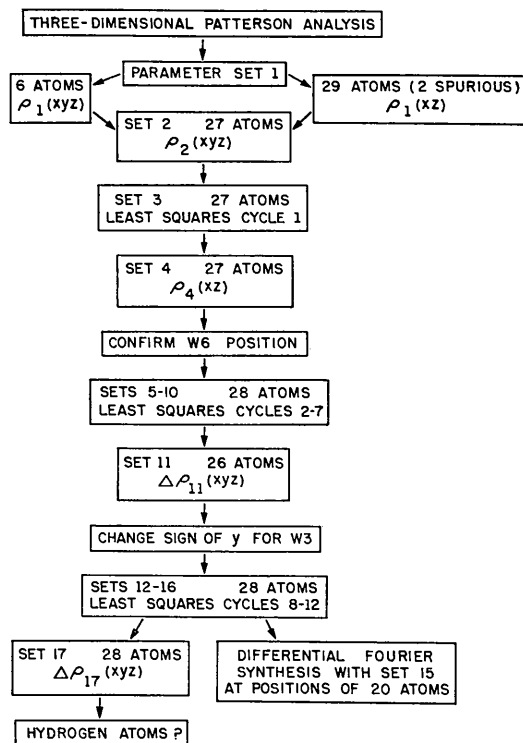 THREE-DIMENSIONAL PATTERSON ANALYSIS
PARAMETER SET 1
6 ATOMS
ρ₁(xyz)
29 ATOMS (2 SPURIOUS)
ρ₁(xz)
SET 2 27 ATOMS
ρ₂(xyz)
SET 3 27 ATOMS
LEAST SQUARES CYCLE 1
SET 4 27 ATOMS
ρ₄(xz)
CONFIRM W6 POSITION
SETS 5-10 28 ATOMS
LEAST SQUARES CYCLES 2-7
SET 11 26 ATOMS
Δρ₁₁(xyz)
CHANGE SIGN OF y FOR W3
SETS 12-16 28 ATOMS
LEAST SQUARES CYCLES 8-12
SET 17 28 ATOMS
Δρ₁₇(xyz)
DIFFERENTIAL FOURIER
SYNTHESIS WITH SET 15
AT POSITIONS OF 20 ATOMS
HYDROGEN ATOMS?